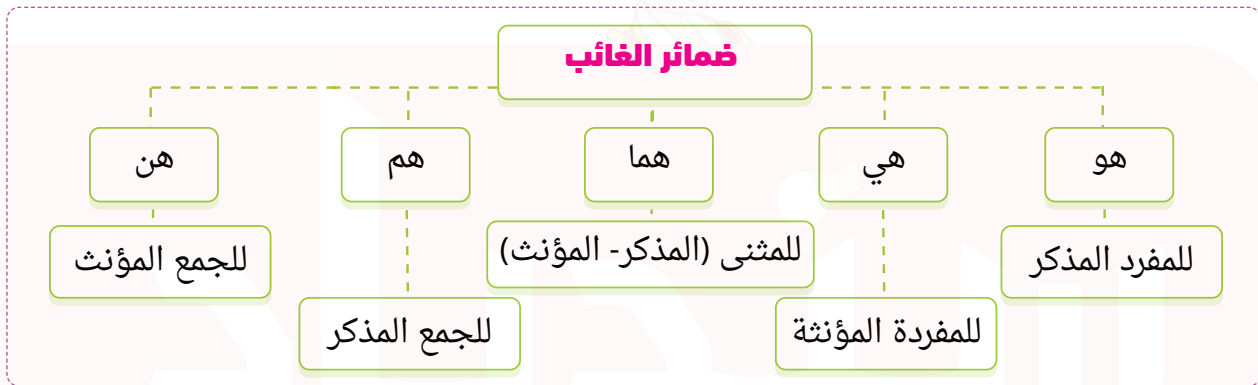 ضمائر الغائب
هو
هي
هما
هم
هن
للمفرد المذكر
للمفردة المؤنثة
للمثنى (المذكر- المؤنث)
للجمع المذكر
للجمع المؤنث